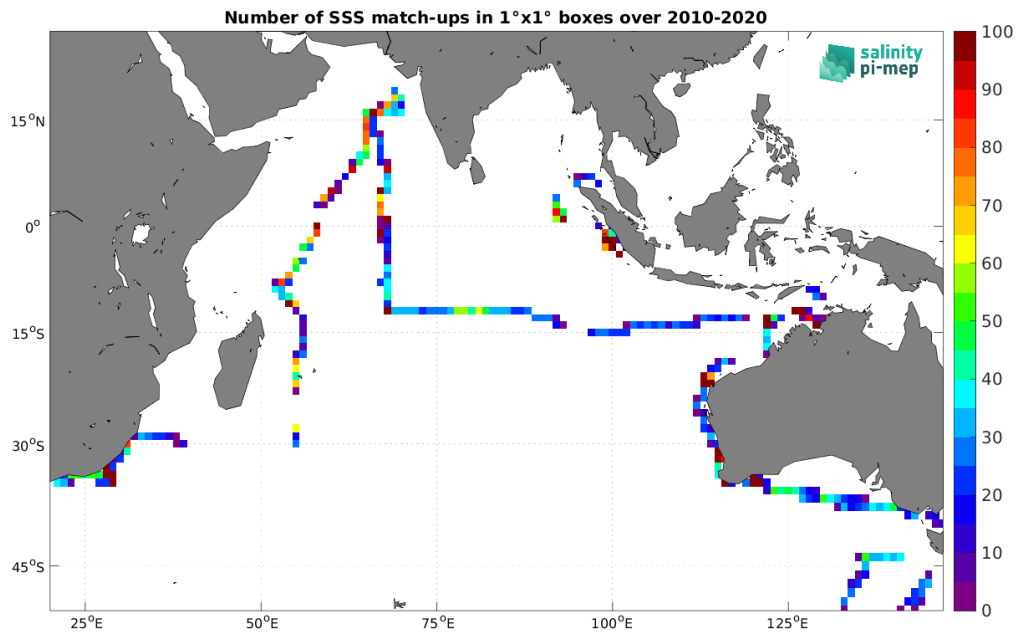 Number of SSS match-ups in 1°x1° boxes over 2010-2020
salinity
pi-mep
15°N
0°
15°S
30°S
45°S
25°E
50°E
75°E
100°E
125°E
100
90
80
70
60
50
40
30
20
10
0